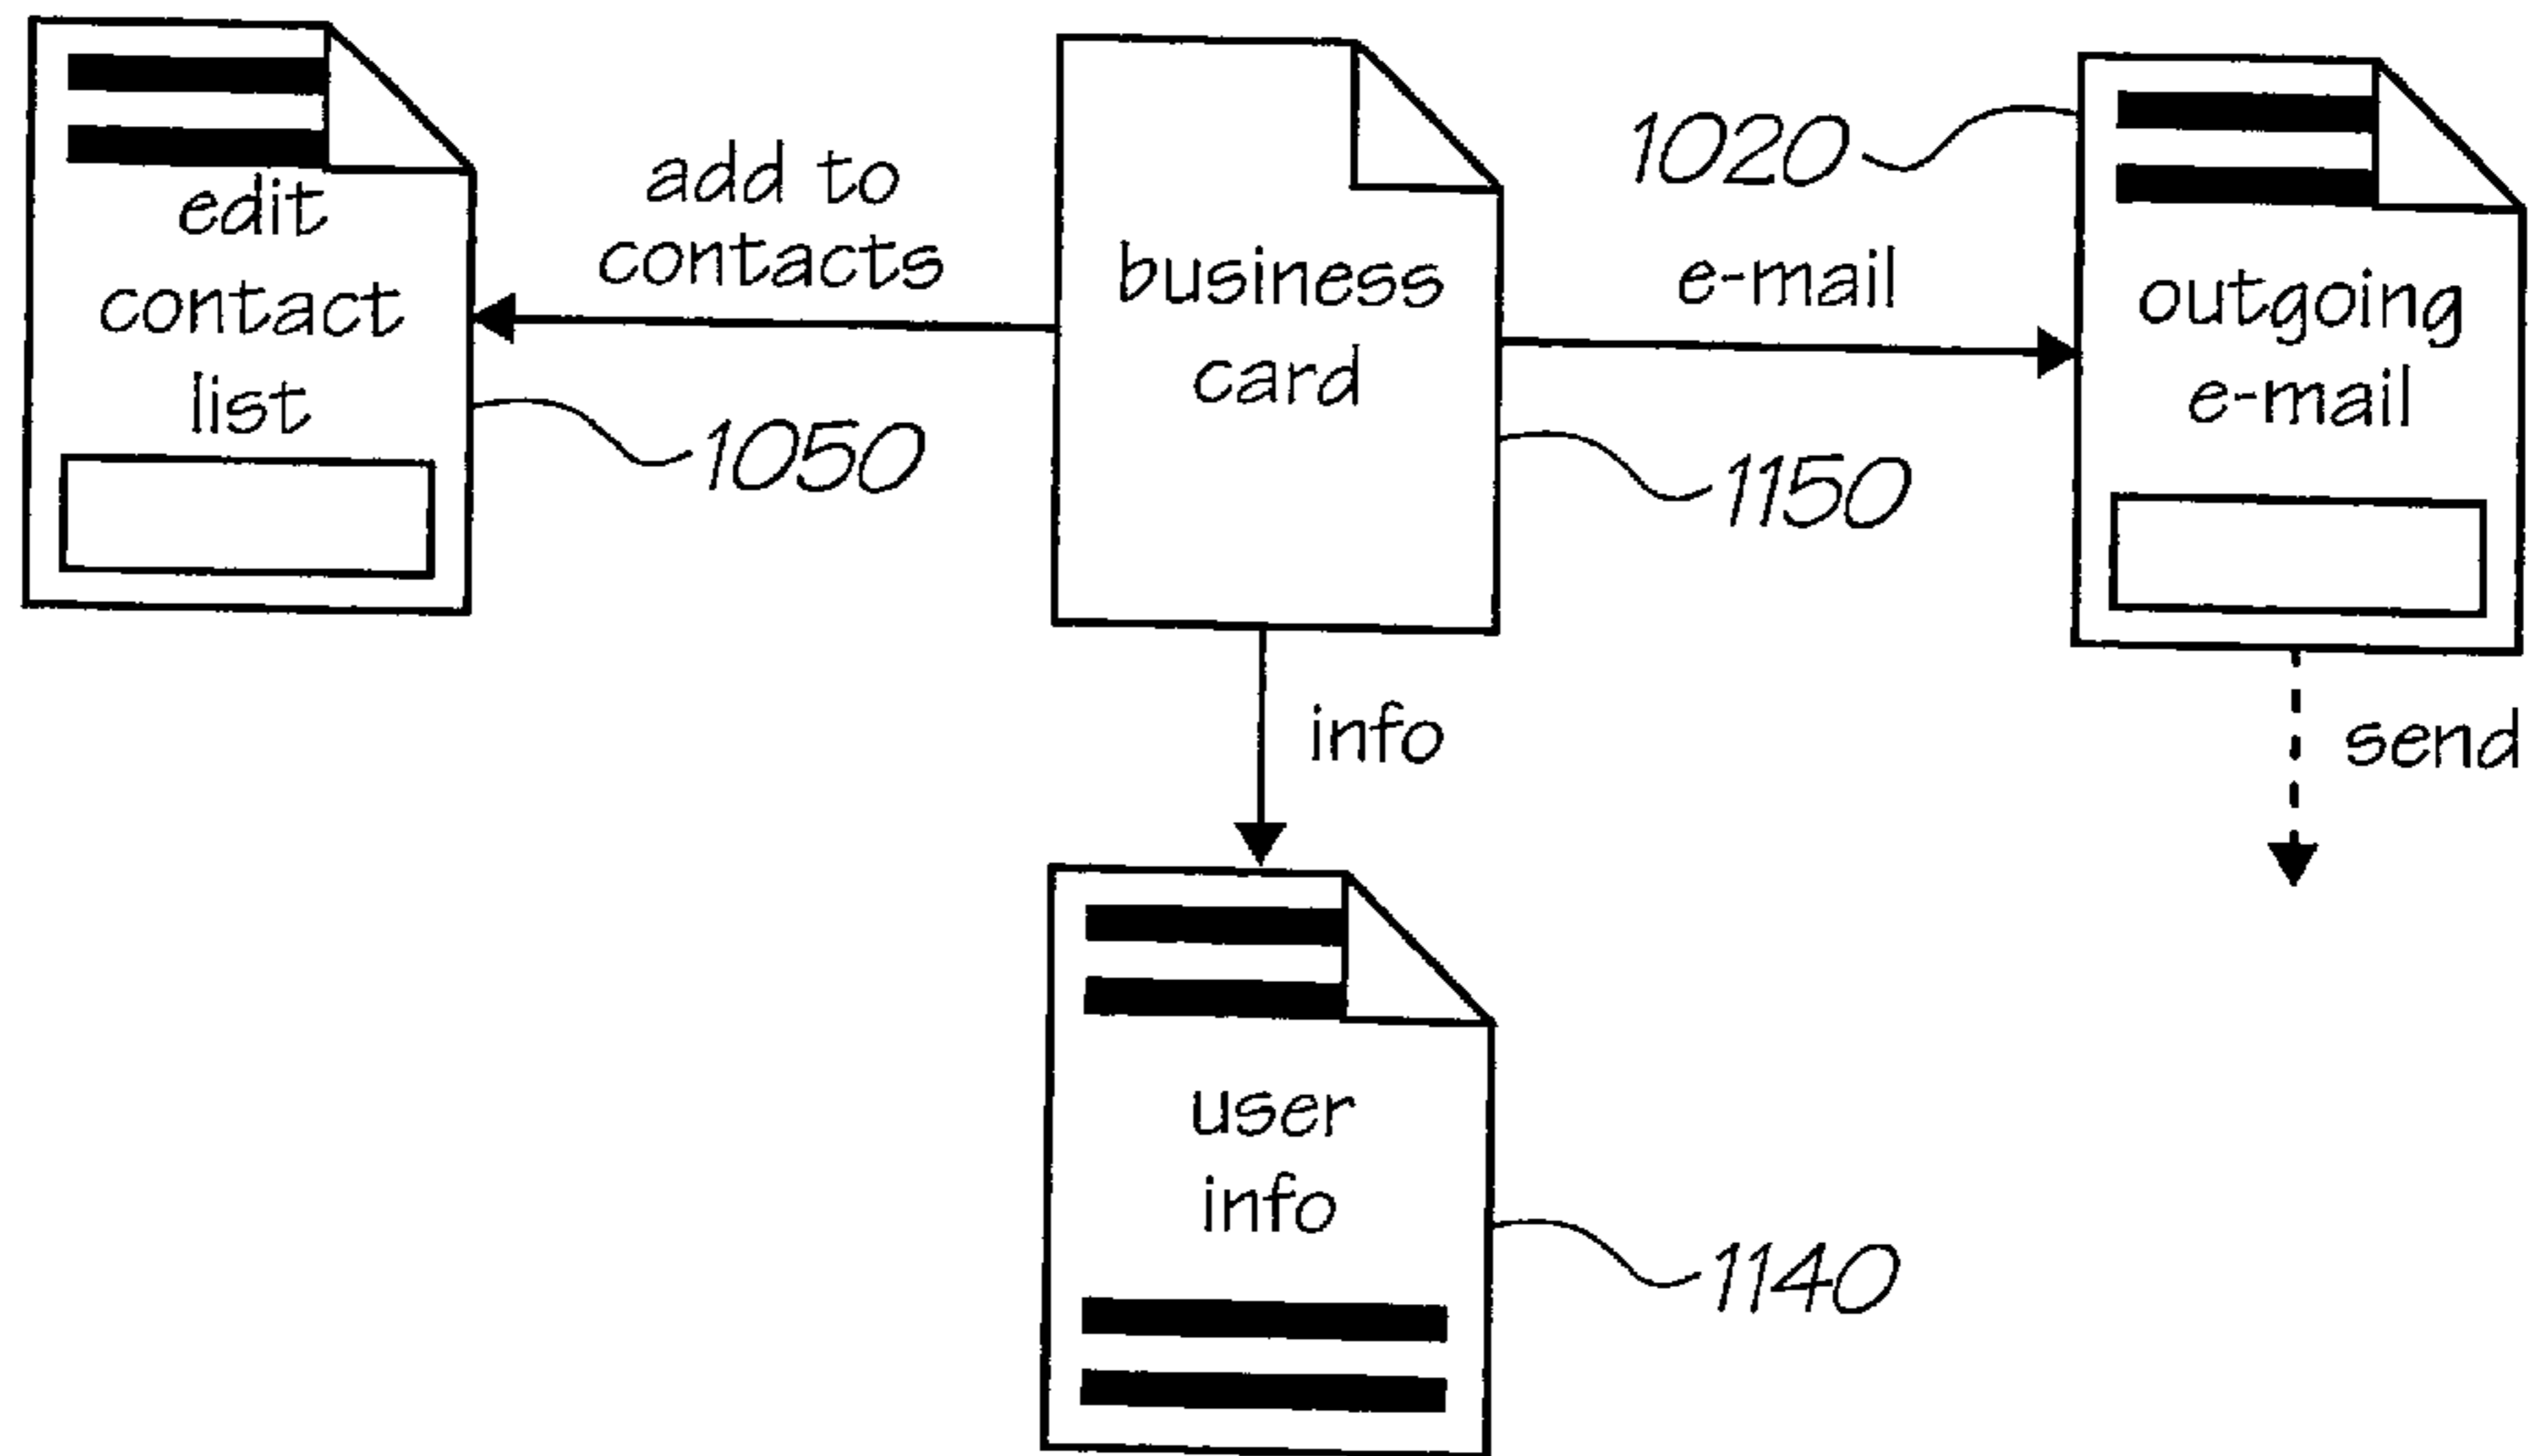 edit
contact
list
1050
add to
contacts
business
card
1150
1020
e-mail
outgoing
e-mail
info
send
user
info
1140